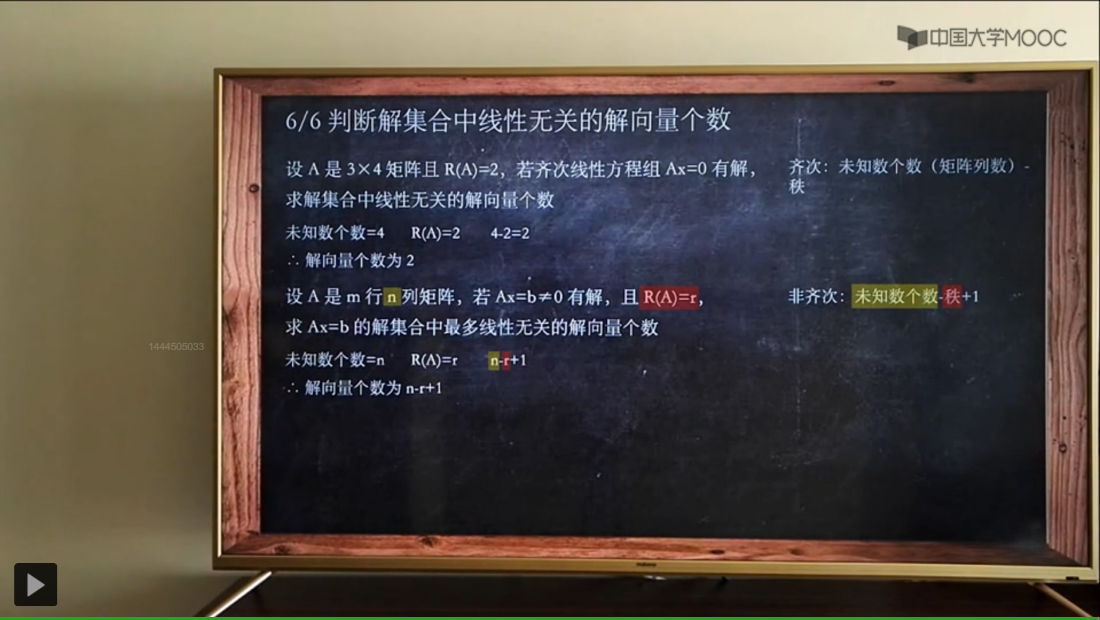 中国大学MOOC
6/6 判断解集合中线性无关的解向量个数
设 A 是 3×4 矩阵且 R(A)=2，若齐次线性方程组 Ax=0 有解，
求解集合中线性无关的解向量个数
未知数个数=4 R(A)=2 4-2=2
∴ 解向量个数为 2
齐次：未知数个数（矩阵列数）-
秩
设 A 是 m 行 n 列矩阵，若 Ax=b≠0 有解，且 R(A)=r，
求 Ax=b 的解集合中最多线性无关的解向量个数
未知数个数=n R(A)=r n-r+1
∴ 解向量个数为 n-r+1
非齐次：未知数个数-秩+1
1444505033